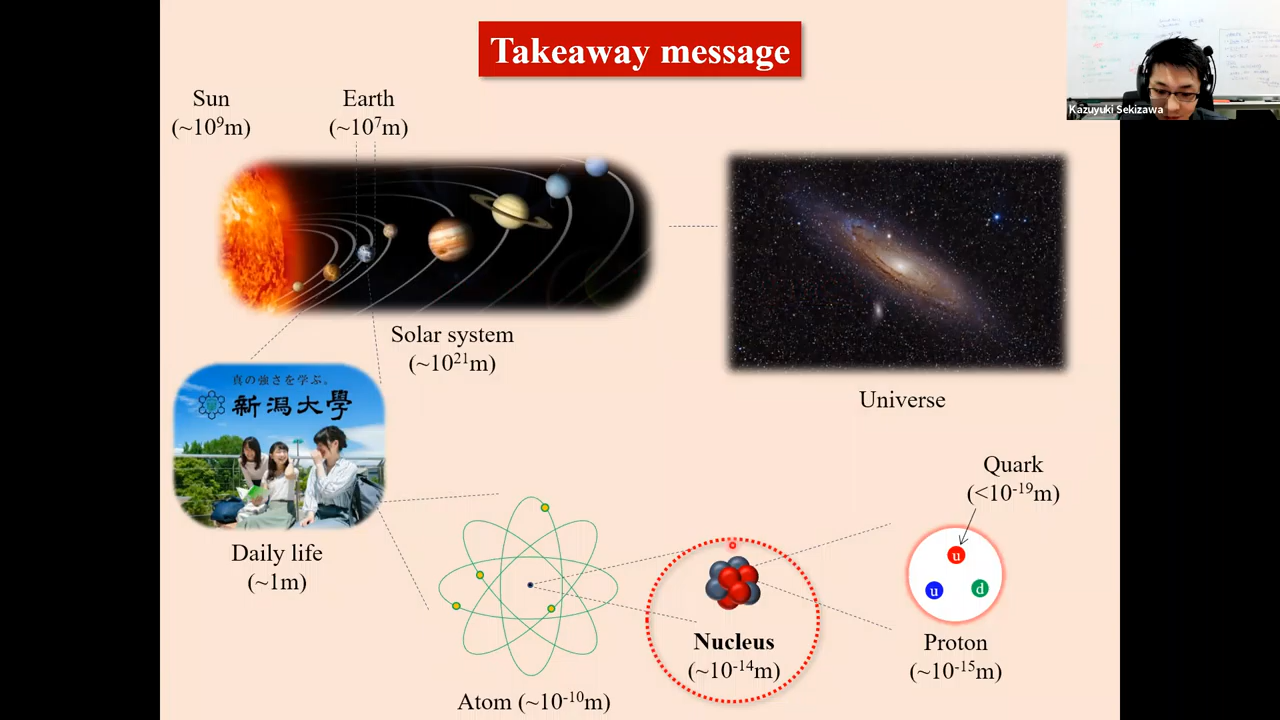 Takeaway message
Kazuyuki Sekizawa
Sun
(~10⁹m)
Earth
(~10⁷m)
Solar system
(~10²¹m)
Universe
真の強さを学ぶ。
新潟大學
Daily life
(~1m)
Atom (~10⁻¹⁰m)
Nucleus
(~10⁻¹⁴m)
Quark
(<10⁻¹⁹m)
u
u
d
Proton
(~10⁻¹⁵m)